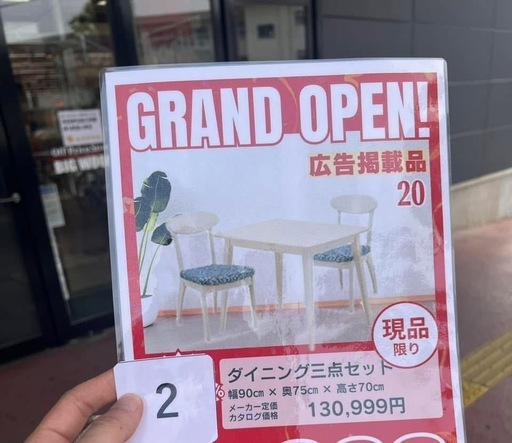 GRAND OPEN!
広告掲載品
20
現品
限り
ダイニング三点セット
幅90cm × 奥75cm × 高さ70cm
メーカー定価
カタログ価格
130,999円
2
%